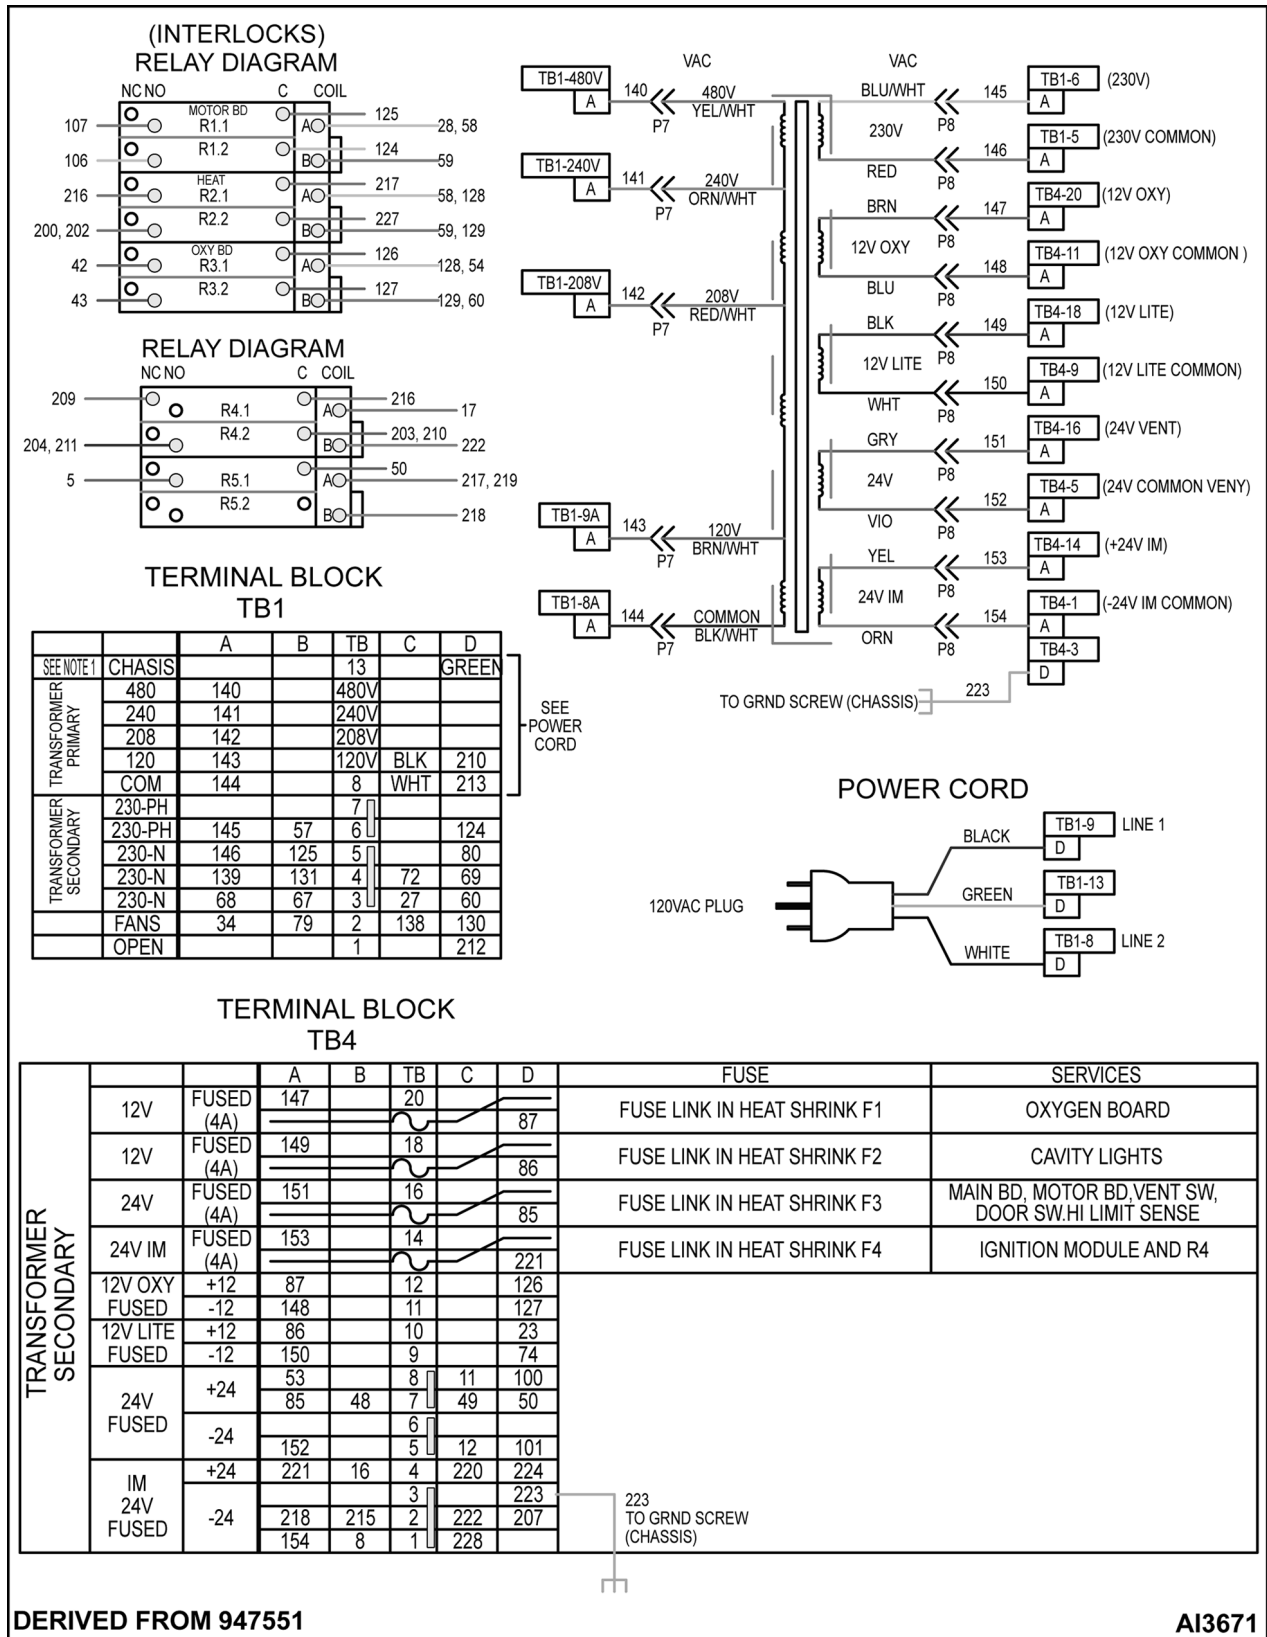 (INTERLOCKS)
RELAY DIAGRAM
NC NO C COIL
MOTOR BD
107 R1.1 125 A 28, 58
106 R1.2 124 B 59
HEAT
216 R2.1 217 A 58, 128
200, 202 R2.2 227 B 59, 129
OXY BD
42 R3.1 126 A 128, 54
43 R3.2 127 B 129, 60
RELAY DIAGRAM
NC NO C COIL
209 R4.1 216 A 17
204, 211 R4.2 203, 210 B 222
5 R5.1 50 A 217, 219
R5.2 B 218
VAC VAC
TB1-480V A 140 P7 480V YEL/WHT
TB1-240V A 141 P7 240V ORN/WHT
TB1-208V A 142 P7 208V RED/WHT
TB1-9A A 143 P7 120V BRN/WHT
TB1-8A A 144 P7 COMMON BLK/WHT
BLU/WHT P8 145 TB1-6 A (230V)
230V
RED P8 146 TB1-5 A (230V COMMON)
BRN P8 147 TB4-20 A (12V OXY)
12V OXY
BLU P8 148 TB4-11 A (12V OXY COMMON )
BLK P8 149 TB4-18 A (12V LITE)
12V LITE
WHT 150 TB4-9 A (12V LITE COMMON)
P8
GRY P8 151 TB4-16 A (24V VENT)
24V
VIO P8 152 TB4-5 A (24V COMMON VENY)
YEL P8 153 TB4-14 A (+24V IM)
24V IM
ORN P8 154 TB4-1 A (-24V IM COMMON)
TB4-3 D
TO GRND SCREW (CHASSIS) 223
TERMINAL BLOCK
TB1
A B TB C D
SEE NOTE 1 CHASIS 13 GREEN
TRANSFORMER PRIMARY
480 140 480V
240 141 240V
208 142 208V
120 143 120V BLK 210
COM 144 8 WHT 213
SEE
POWER
CORD
TRANSFORMER SECONDARY
230-PH 7
230-PH 145 57 6 124
230-N 146 125 5 80
230-N 139 131 4 72 69
230-N 68 67 3 27 60
FANS 34 79 2 138 130
OPEN 1 212
POWER CORD
120VAC PLUG
BLACK TB1-9 D LINE 1
GREEN TB1-13 D
WHITE TB1-8 D LINE 2
TERMINAL BLOCK
TB4
A B TB C D FUSE SERVICES
TRANSFORMER SECONDARY
12V FUSED (4A) 147 20 87 FUSE LINK IN HEAT SHRINK F1 OXYGEN BOARD
12V FUSED (4A) 149 18 86 FUSE LINK IN HEAT SHRINK F2 CAVITY LIGHTS
24V FUSED (4A) 151 16 85 FUSE LINK IN HEAT SHRINK F3 MAIN BD, MOTOR BD,VENT SW, DOOR SW.HI LIMIT SENSE
24V IM FUSED (4A) 153 14 221 FUSE LINK IN HEAT SHRINK F4 IGNITION MODULE AND R4
12V OXY +12 87 12 126
FUSED -12 148 11 127
12V LITE +12 86 10 23
FUSED -12 150 9 74
24V FUSED +24 53 8 11 100
85 48 7 49 50
-24 6
152 5 12 101
IM 24V FUSED +24 221 16 4 220 224
-24 3 223
218 215 2 222 207
154 8 1 228
223
TO GRND SCREW
(CHASSIS)
DERIVED FROM 947551
AI3671